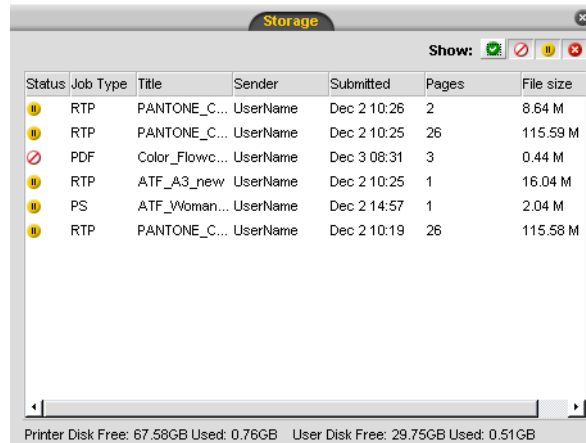 Storage
Show:
Status Job Type Title Sender Submitted Pages File size
RTP PANTONE_C... UserName Dec 2 10:26 2 8.64 M
RTP PANTONE_C... UserName Dec 2 10:25 26 115.59 M
PDF Color_Flowc... UserName Dec 3 08:31 3 0.44 M
RTP ATF_A3_new UserName Dec 2 10:25 1 16.04 M
PS ATF_Woman... UserName Dec 2 14:57 1 2.04 M
RTP PANTONE_C... UserName Dec 2 10:19 26 115.58 M
Printer Disk Free: 67.58GB Used: 0.76GB User Disk Free: 29.75GB Used: 0.51GB